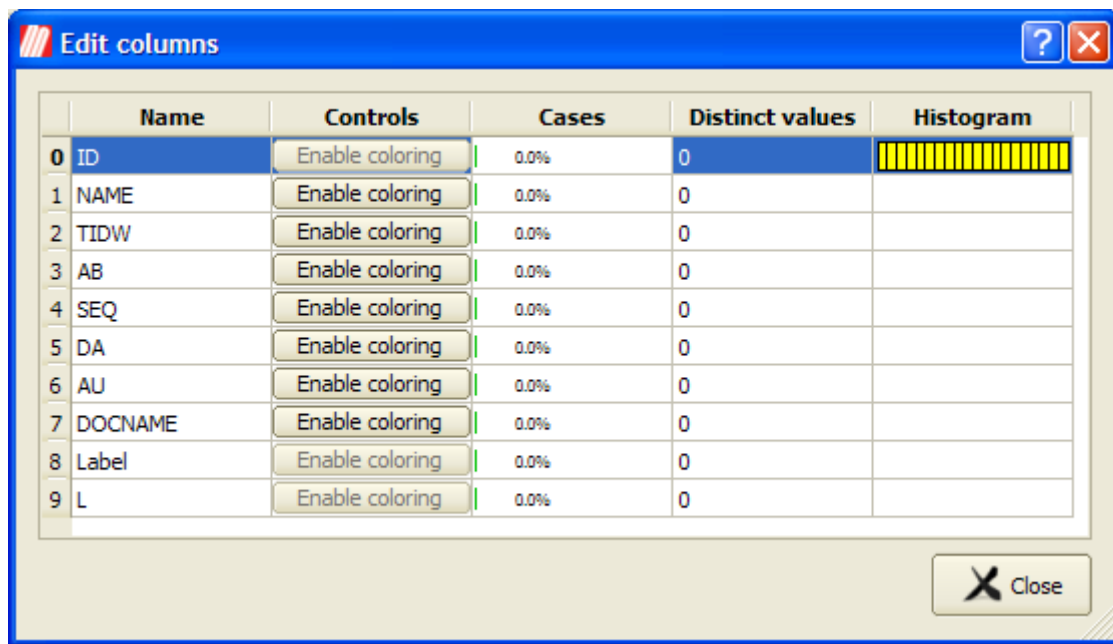 Edit columns ?
Name Controls Cases Distinct values Histogram
0 ID Enable coloring 0.0% 0
1 NAME Enable coloring 0.0% 0
2 TIDW Enable coloring 0.0% 0
3 AB Enable coloring 0.0% 0
4 SEQ Enable coloring 0.0% 0
5 DA Enable coloring 0.0% 0
6 AU Enable coloring 0.0% 0
7 DOCNAME Enable coloring 0.0% 0
8 Label Enable coloring 0.0% 0
9 L Enable coloring 0.0% 0
Close